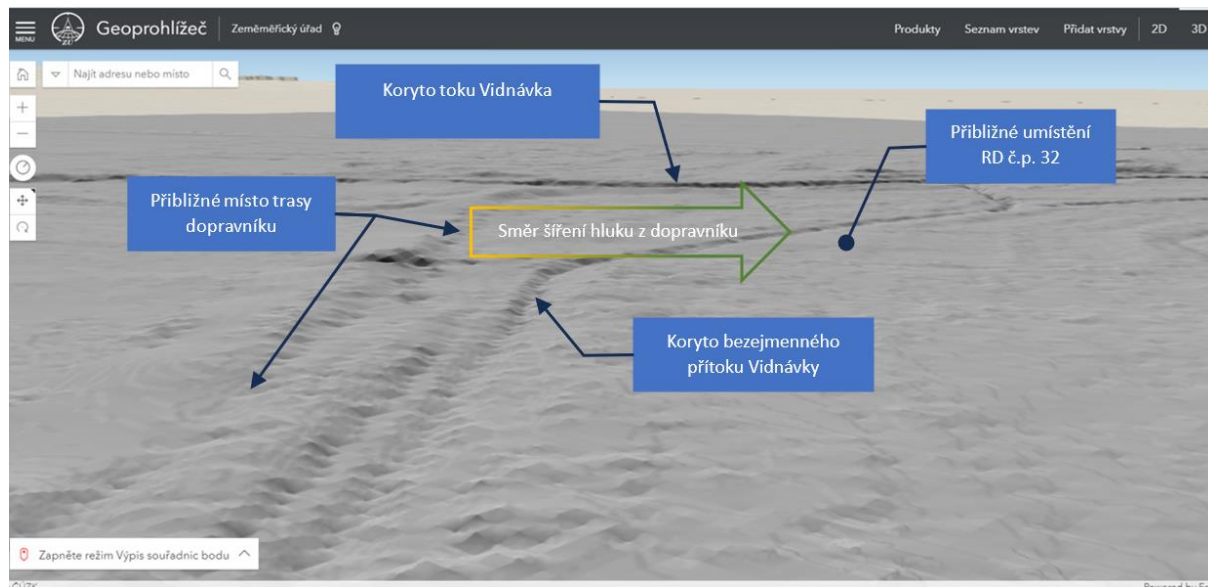 MENU
Geoprohlížeč
Zeměměřický úřad
Produkty
Seznam vrstev
Přidat vrstvy
2D
3D
Najít adresu nebo místo
Koryto toku Vidnávka
Přibližné umístění
RD č.p. 32
Přibližné místo trasy
dopravníku
Směr šíření hluku z dopravníku
Koryto bezejmenného
přítoku Vidnávky
Zapněte režim Výpis souřadnic bodu